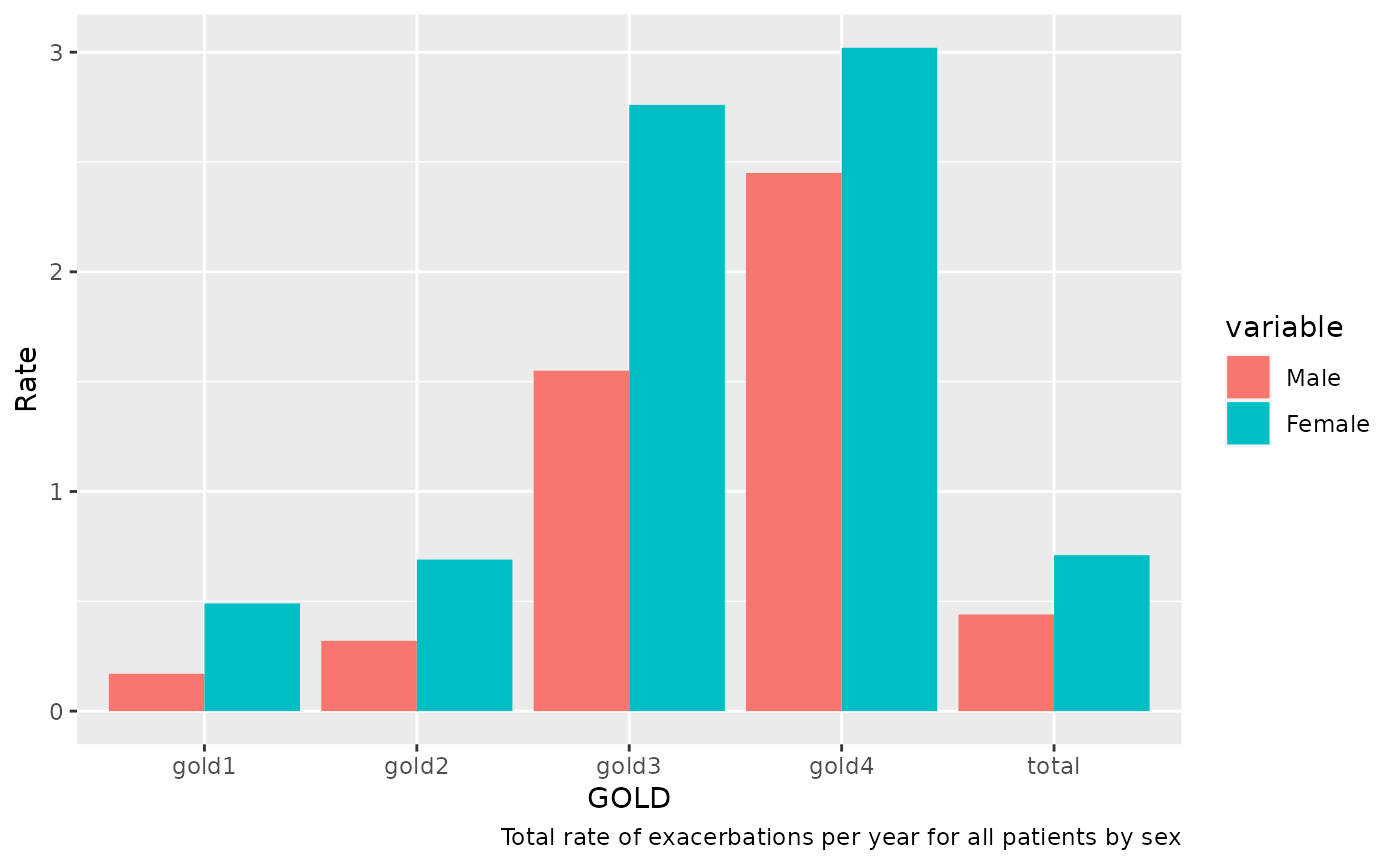 3
2
1
0
Rate
gold1 gold2 gold3 gold4 total
GOLD
Total rate of exacerbations per year for all patients by sex
variable
Male
Female